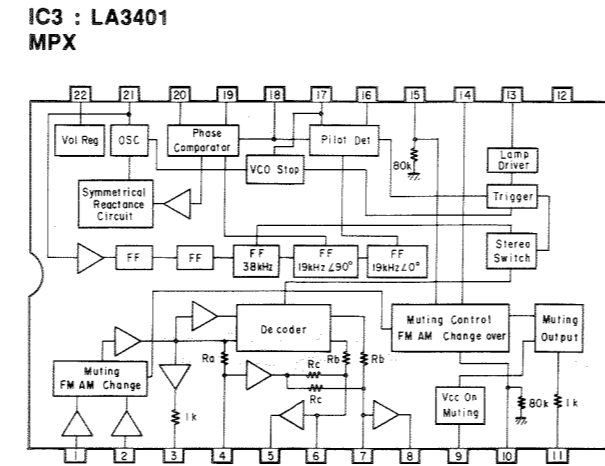 IC3 : LA3401
MPX
22 21 20 19 18 17 16 15 14 13 12
Vol Reg
OSC
Phase
Comparator
Pilot Det
80k
Lamp
Driver
VCO Stop
Symmetrical
Reactance
Circuit
Trigger
Stereo
Switch
FF
FF
FF
38kHz
FF
19kHz∠90°
FF
19kHz∠0°
Decoder
Muting Control
FM AM Change over
Muting
Output
Ra
Rb
Rb
Rc
Rc
Muting
FM AM Change
1k
Vcc On
Muting
80k
1k
1 2 3 4 5 6 7 8 9 10 11